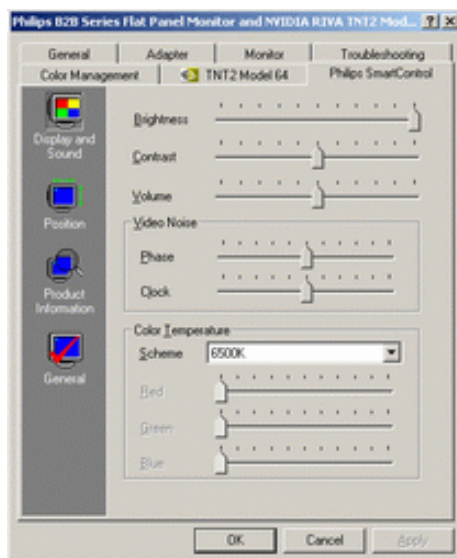 Philips B2B Series Flat Panel Monitor and NVIDIA RIVA TNT2 Mod...
General Adapter Monitor Troubleshooting
Color Management TNT2 Model 64 Philips SmartControl
Display and
Sound
Position
Product
Information
General
Brightness
Contrast
Volume
Video Noise
Phase
Clock
Color Temperature
Scheme 6500K
Red
Green
Blue
OK Cancel Apply